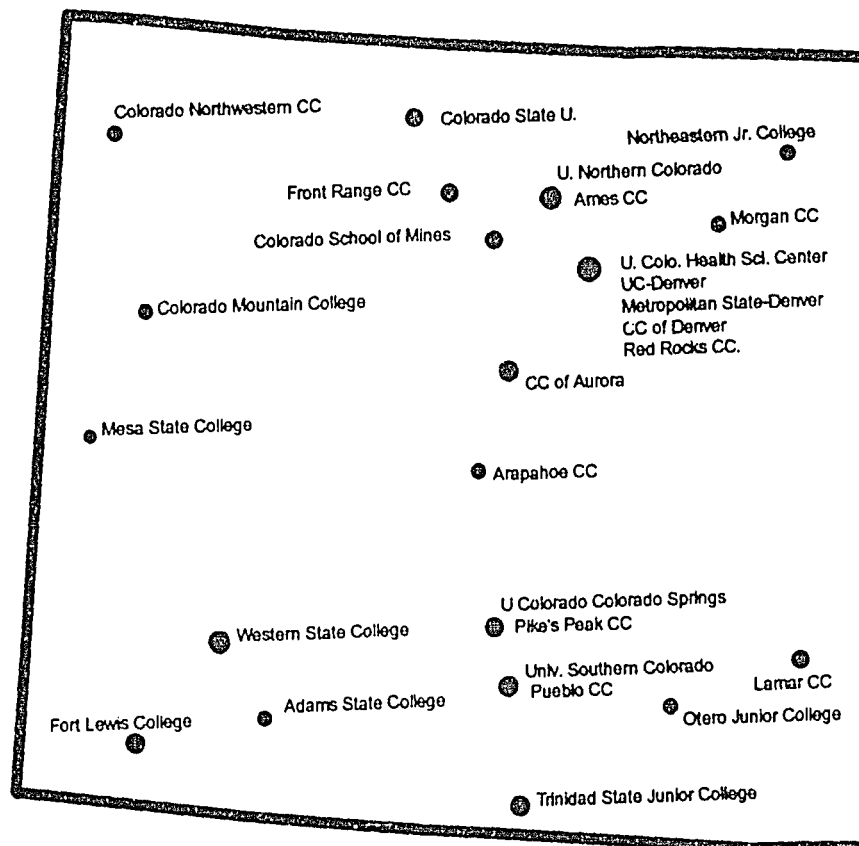 Colorado Northwestern CC
Colorado State U.
Northeastern Jr. College
U. Northern Colorado
Ames CC
Front Range CC
Morgan CC
Colorado School of Mines
U. Colo. Health Sci. Center
UC-Denver
Metropolitan State-Denver
CC of Denver
Red Rocks CC.
Colorado Mountain College
CC of Aurora
Mesa State College
Arapahoe CC
U Colorado Colorado Springs
Pike's Peak CC
Western State College
Univ. Southern Colorado
Pueblo CC
Lamar CC
Otero Junior College
Adams State College
Fort Lewis College
Trinidad State Junior College